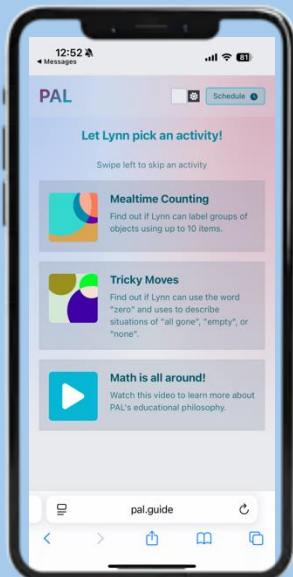 12:52
Messages
81
PAL
Schedule
Let Lynn pick an activity!
Swipe left to skip an activity
Mealtime Counting
Find out if Lynn can label groups of
objects using up to 10 items.
Tricky Moves
Find out if Lynn can use the word
"zero" and uses to describe
situations of "all gone", "empty", or
"none".
Math is all around!
Watch this video to learn more about
PAL's educational philosophy.
pal.guide